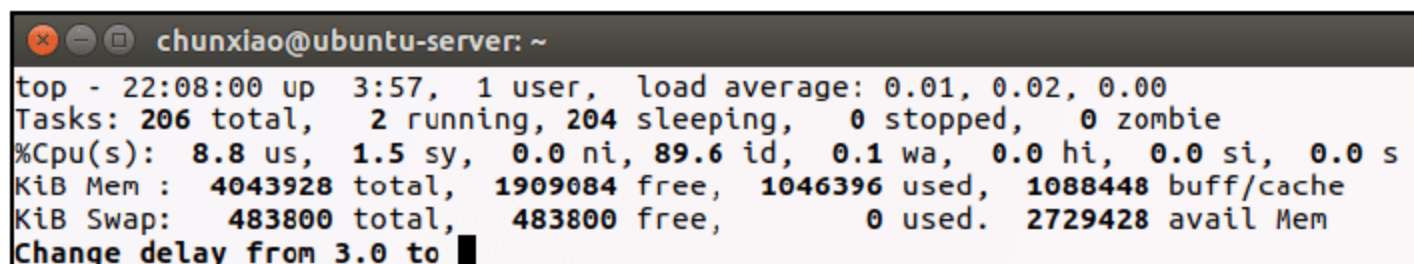 chunxiao@ubuntu-server: ~
top - 22:08:00 up  3:57,  1 user,  load average: 0.01, 0.02, 0.00
Tasks: 206 total,   2 running, 204 sleeping,   0 stopped,   0 zombie
%Cpu(s):  8.8 us,  1.5 sy,  0.0 ni, 89.6 id,  0.1 wa,  0.0 hi,  0.0 si,  0.0 s
KiB Mem :  4043928 total,  1909084 free,  1046396 used,  1088448 buff/cache
KiB Swap:   483800 total,   483800 free,        0 used.  2729428 avail Mem
Change delay from 3.0 to